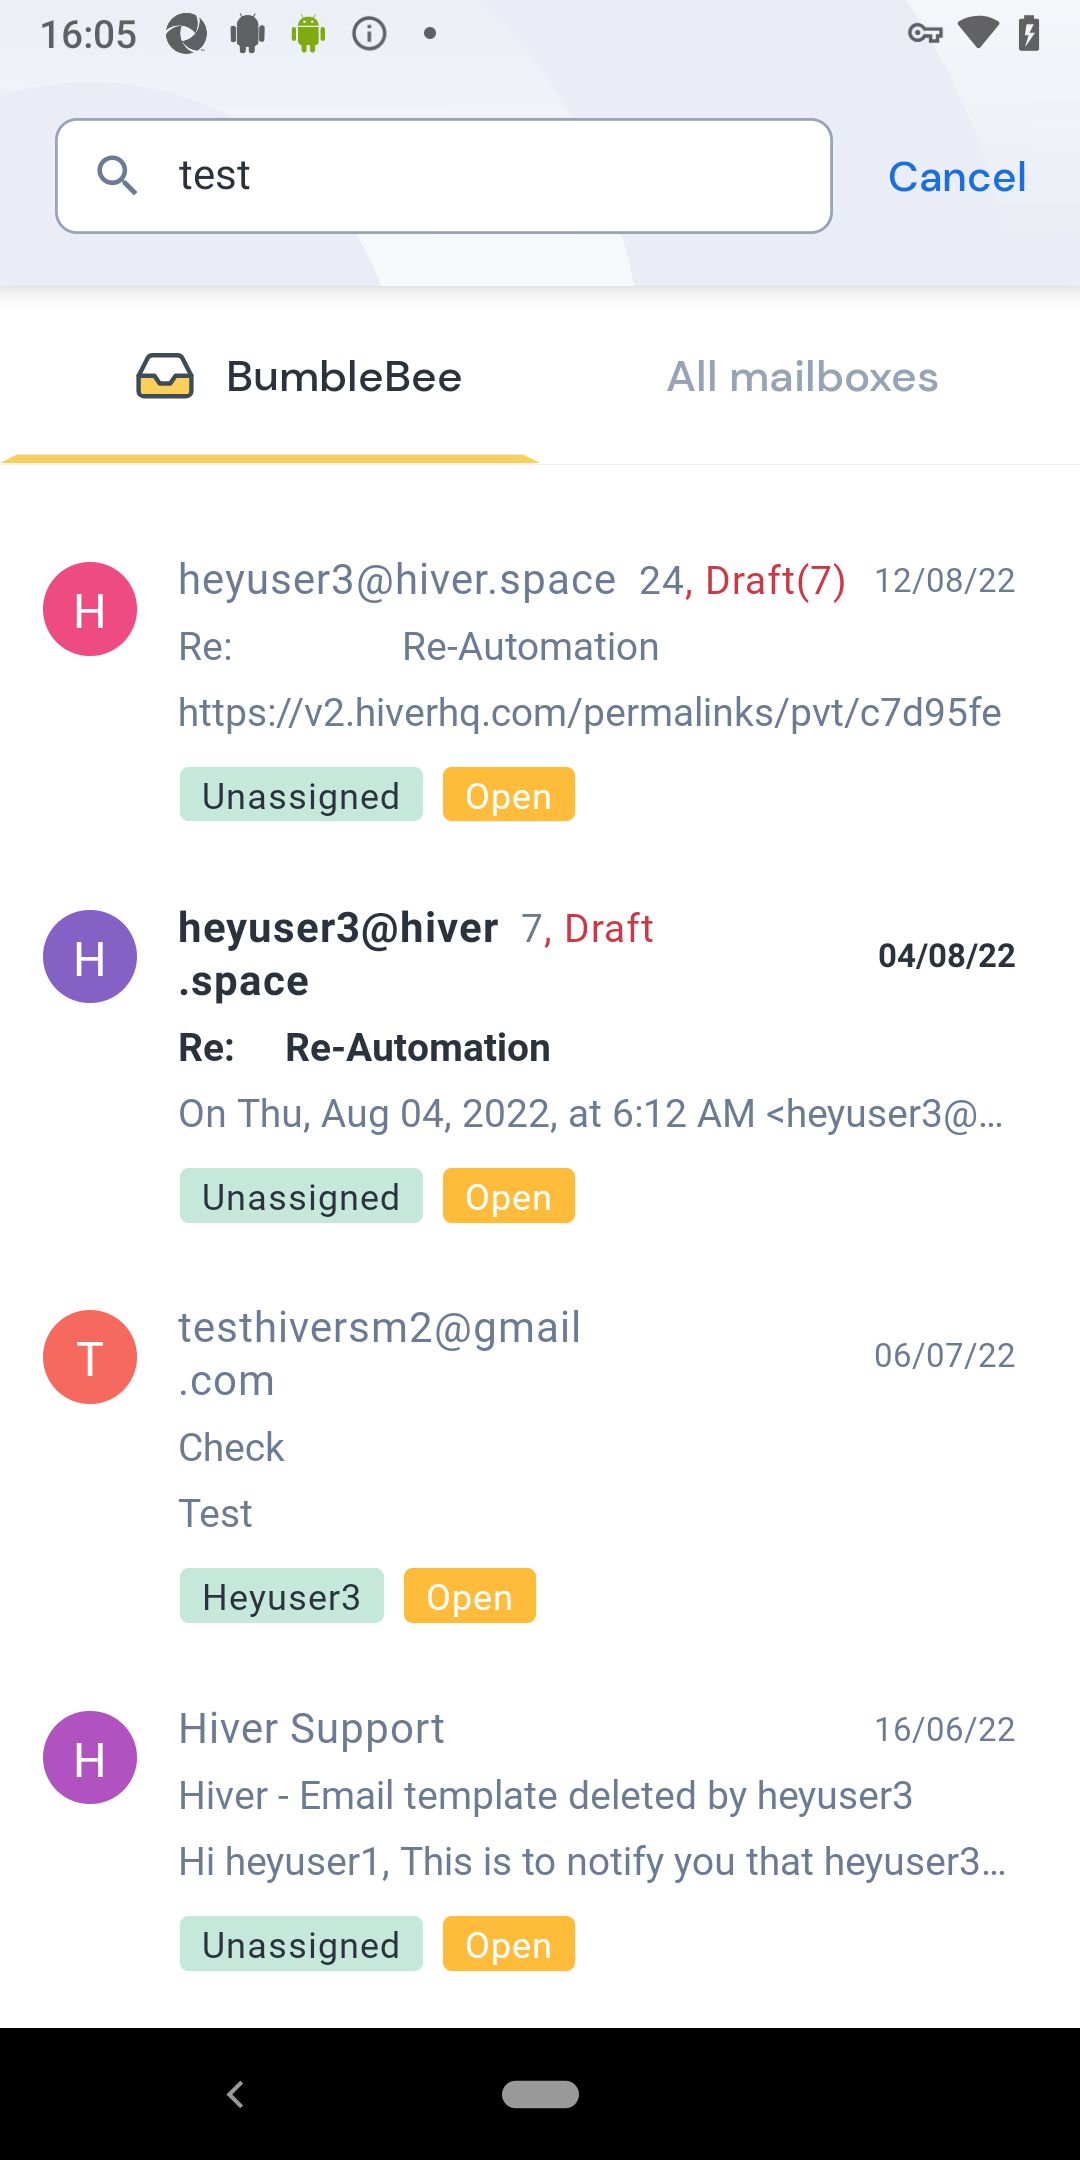 16:05
test
Cancel
BumbleBee
All mailboxes
H
heyuser3@hiver.space 24, Draft(7) 12/08/22
Re: Re-Automation
https://v2.hiverhq.com/permalinks/pvt/c7d95fe
Unassigned Open
H
heyuser3@hiver 7, Draft
.space
04/08/22
Re: Re-Automation
On Thu, Aug 04, 2022, at 6:12 AM <heyuser3@...
Unassigned Open
T
testhiversm2@gmail
.com
06/07/22
Check
Test
Heyuser3 Open
H
Hiver Support 16/06/22
Hiver - Email template deleted by heyuser3
Hi heyuser1, This is to notify you that heyuser3...
Unassigned Open